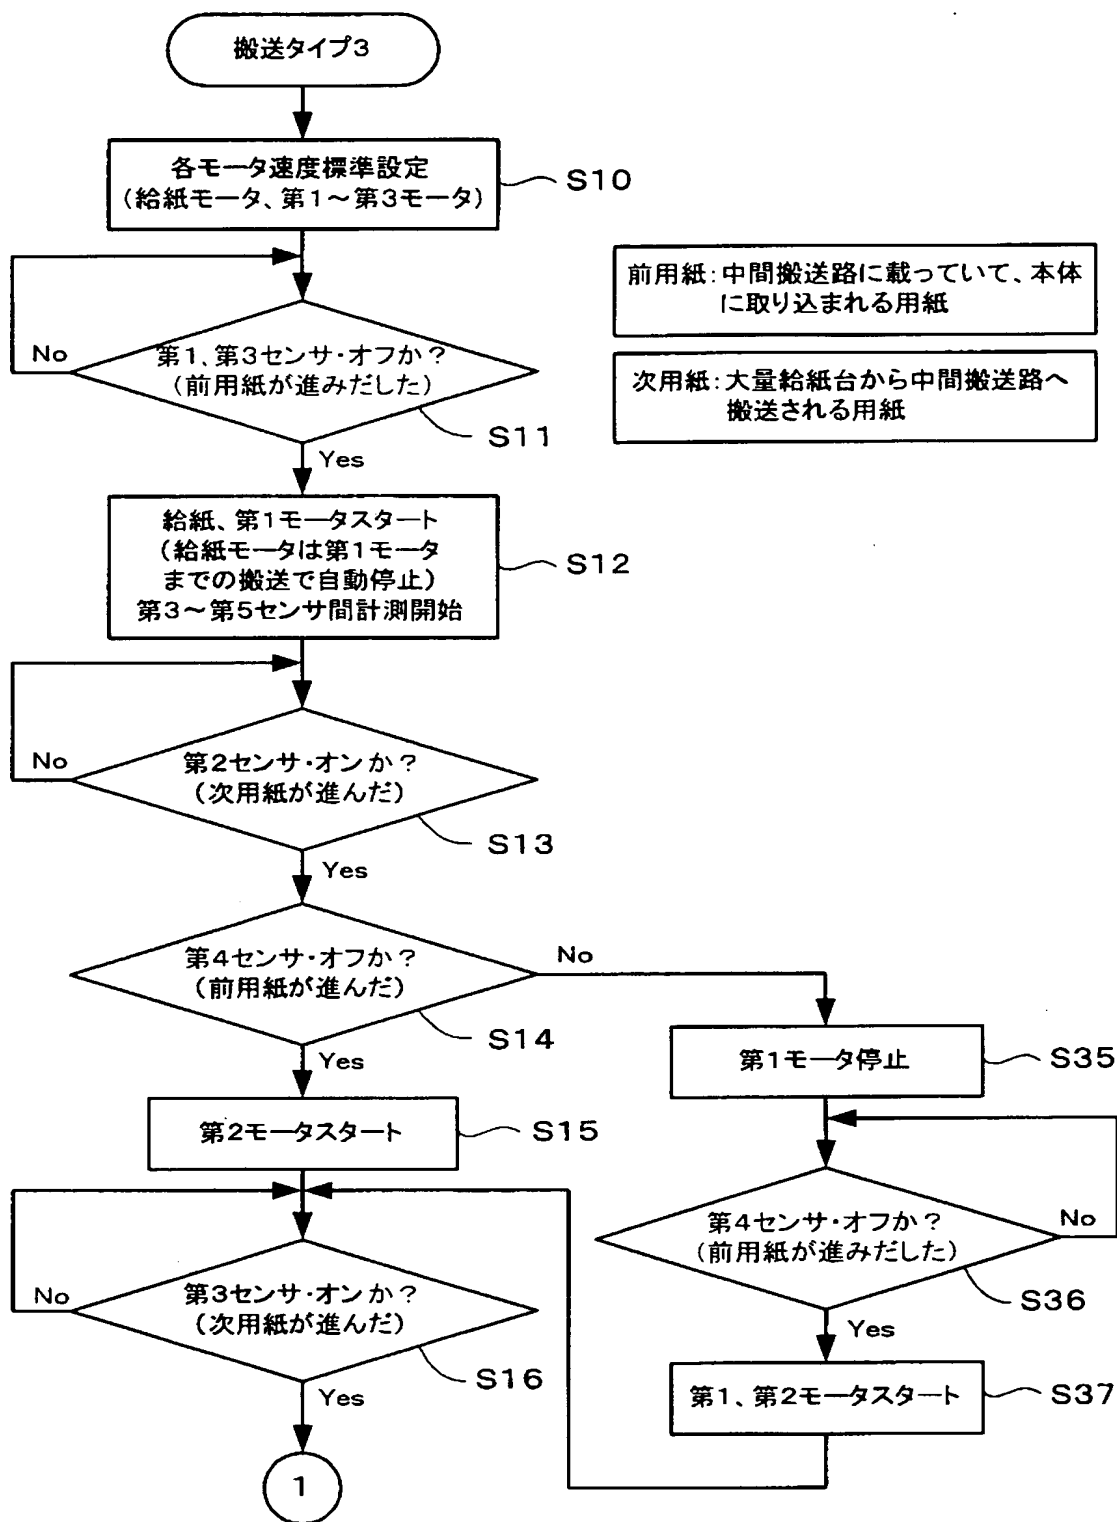 搬送タイプ3
各モータ速度標準設定
(給紙モータ、第1～第3モータ)
S10
前用紙：中間搬送路に載っていて、本体
に取り込まれる用紙
次用紙：大量給紙台から中間搬送路へ
搬送される用紙
No
第1、第3センサ・オフか？
(前用紙が進みだした)
S11
Yes
給紙、第1モータスタート
(給紙モータは第1モータ
までの搬送で自動停止)
第3～第5センサ間計測開始
S12
No
第2センサ・オンか？
(次用紙が進んだ)
S13
Yes
第4センサ・オフか？
(前用紙が進んだ)
No
S14
Yes
第1モータ停止
S35
第2モータスタート
S15
第4センサ・オフか？
(前用紙が進みだした)
No
S36
Yes
No
第3センサ・オンか？
(次用紙が進んだ)
S16
Yes
第1、第2モータスタート
S37
1